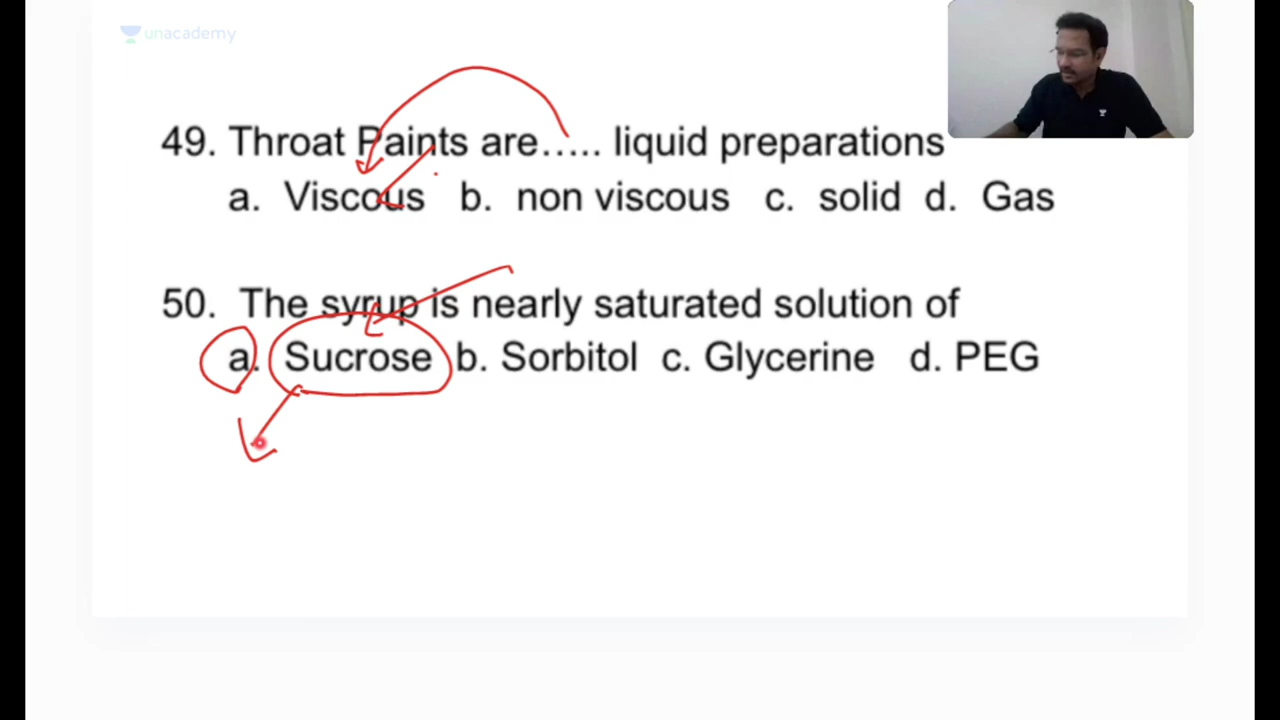 unacademy
49. Throat Paints are..... liquid preparations
a. Viscous b. non viscous c. solid d. Gas
50. The syrup is nearly saturated solution of
a. Sucrose b. Sorbitol c. Glycerine d. PEG